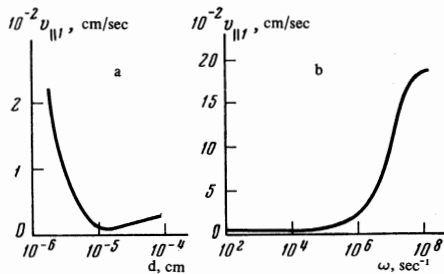 10⁻² v∥1, cm/sec
a
2
1
0
10⁻⁶ 10⁻⁵ 10⁻⁴
d, cm
10⁻² v∥1, cm/sec
b
20
15
10
5
0
10² 10⁴ 10⁶ 10⁸
ω, sec⁻¹